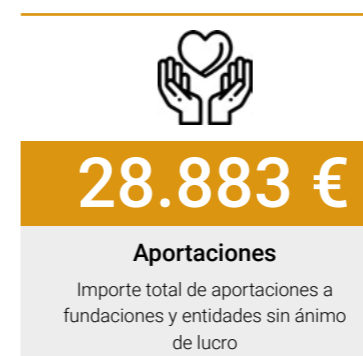 28.883 €
Aportaciones
Importe total de aportaciones a
fundaciones y entidades sin ánimo
de lucro